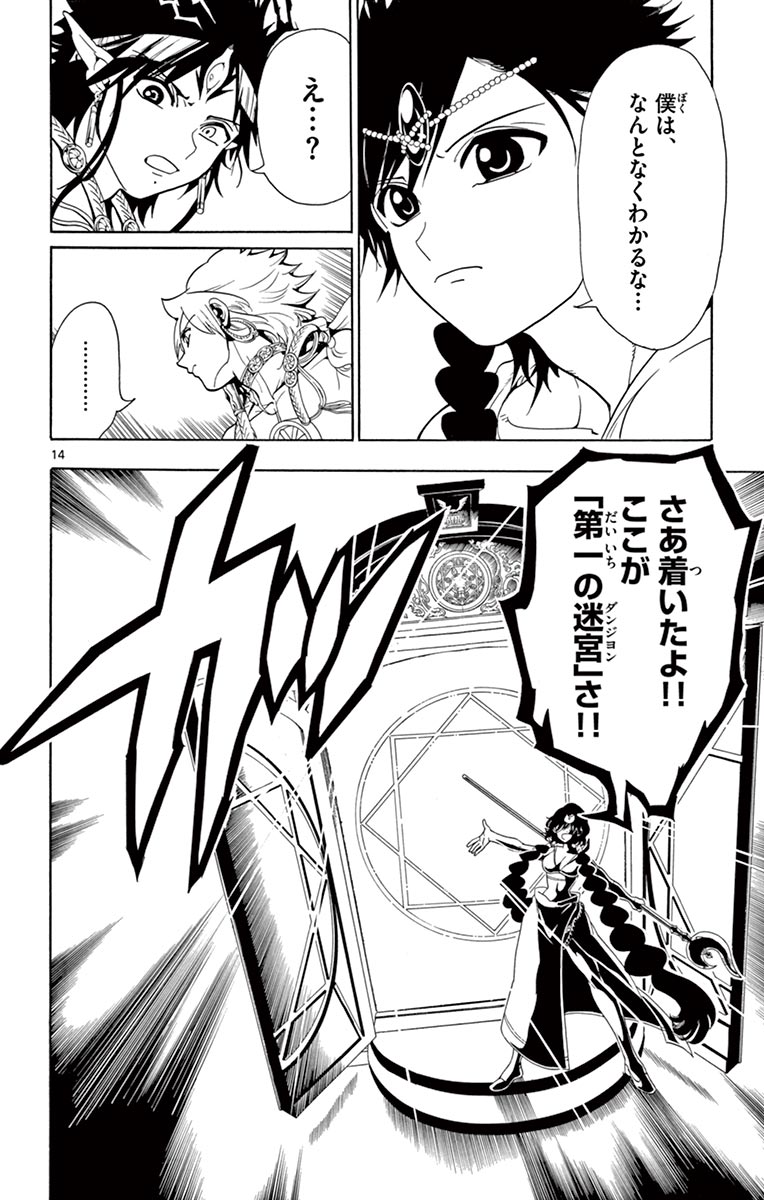 僕は、
なんとなくわかるな…
え…？
………
14
さあ着いたよ!!
ここが
「第一の迷宮」さ!!
カッ